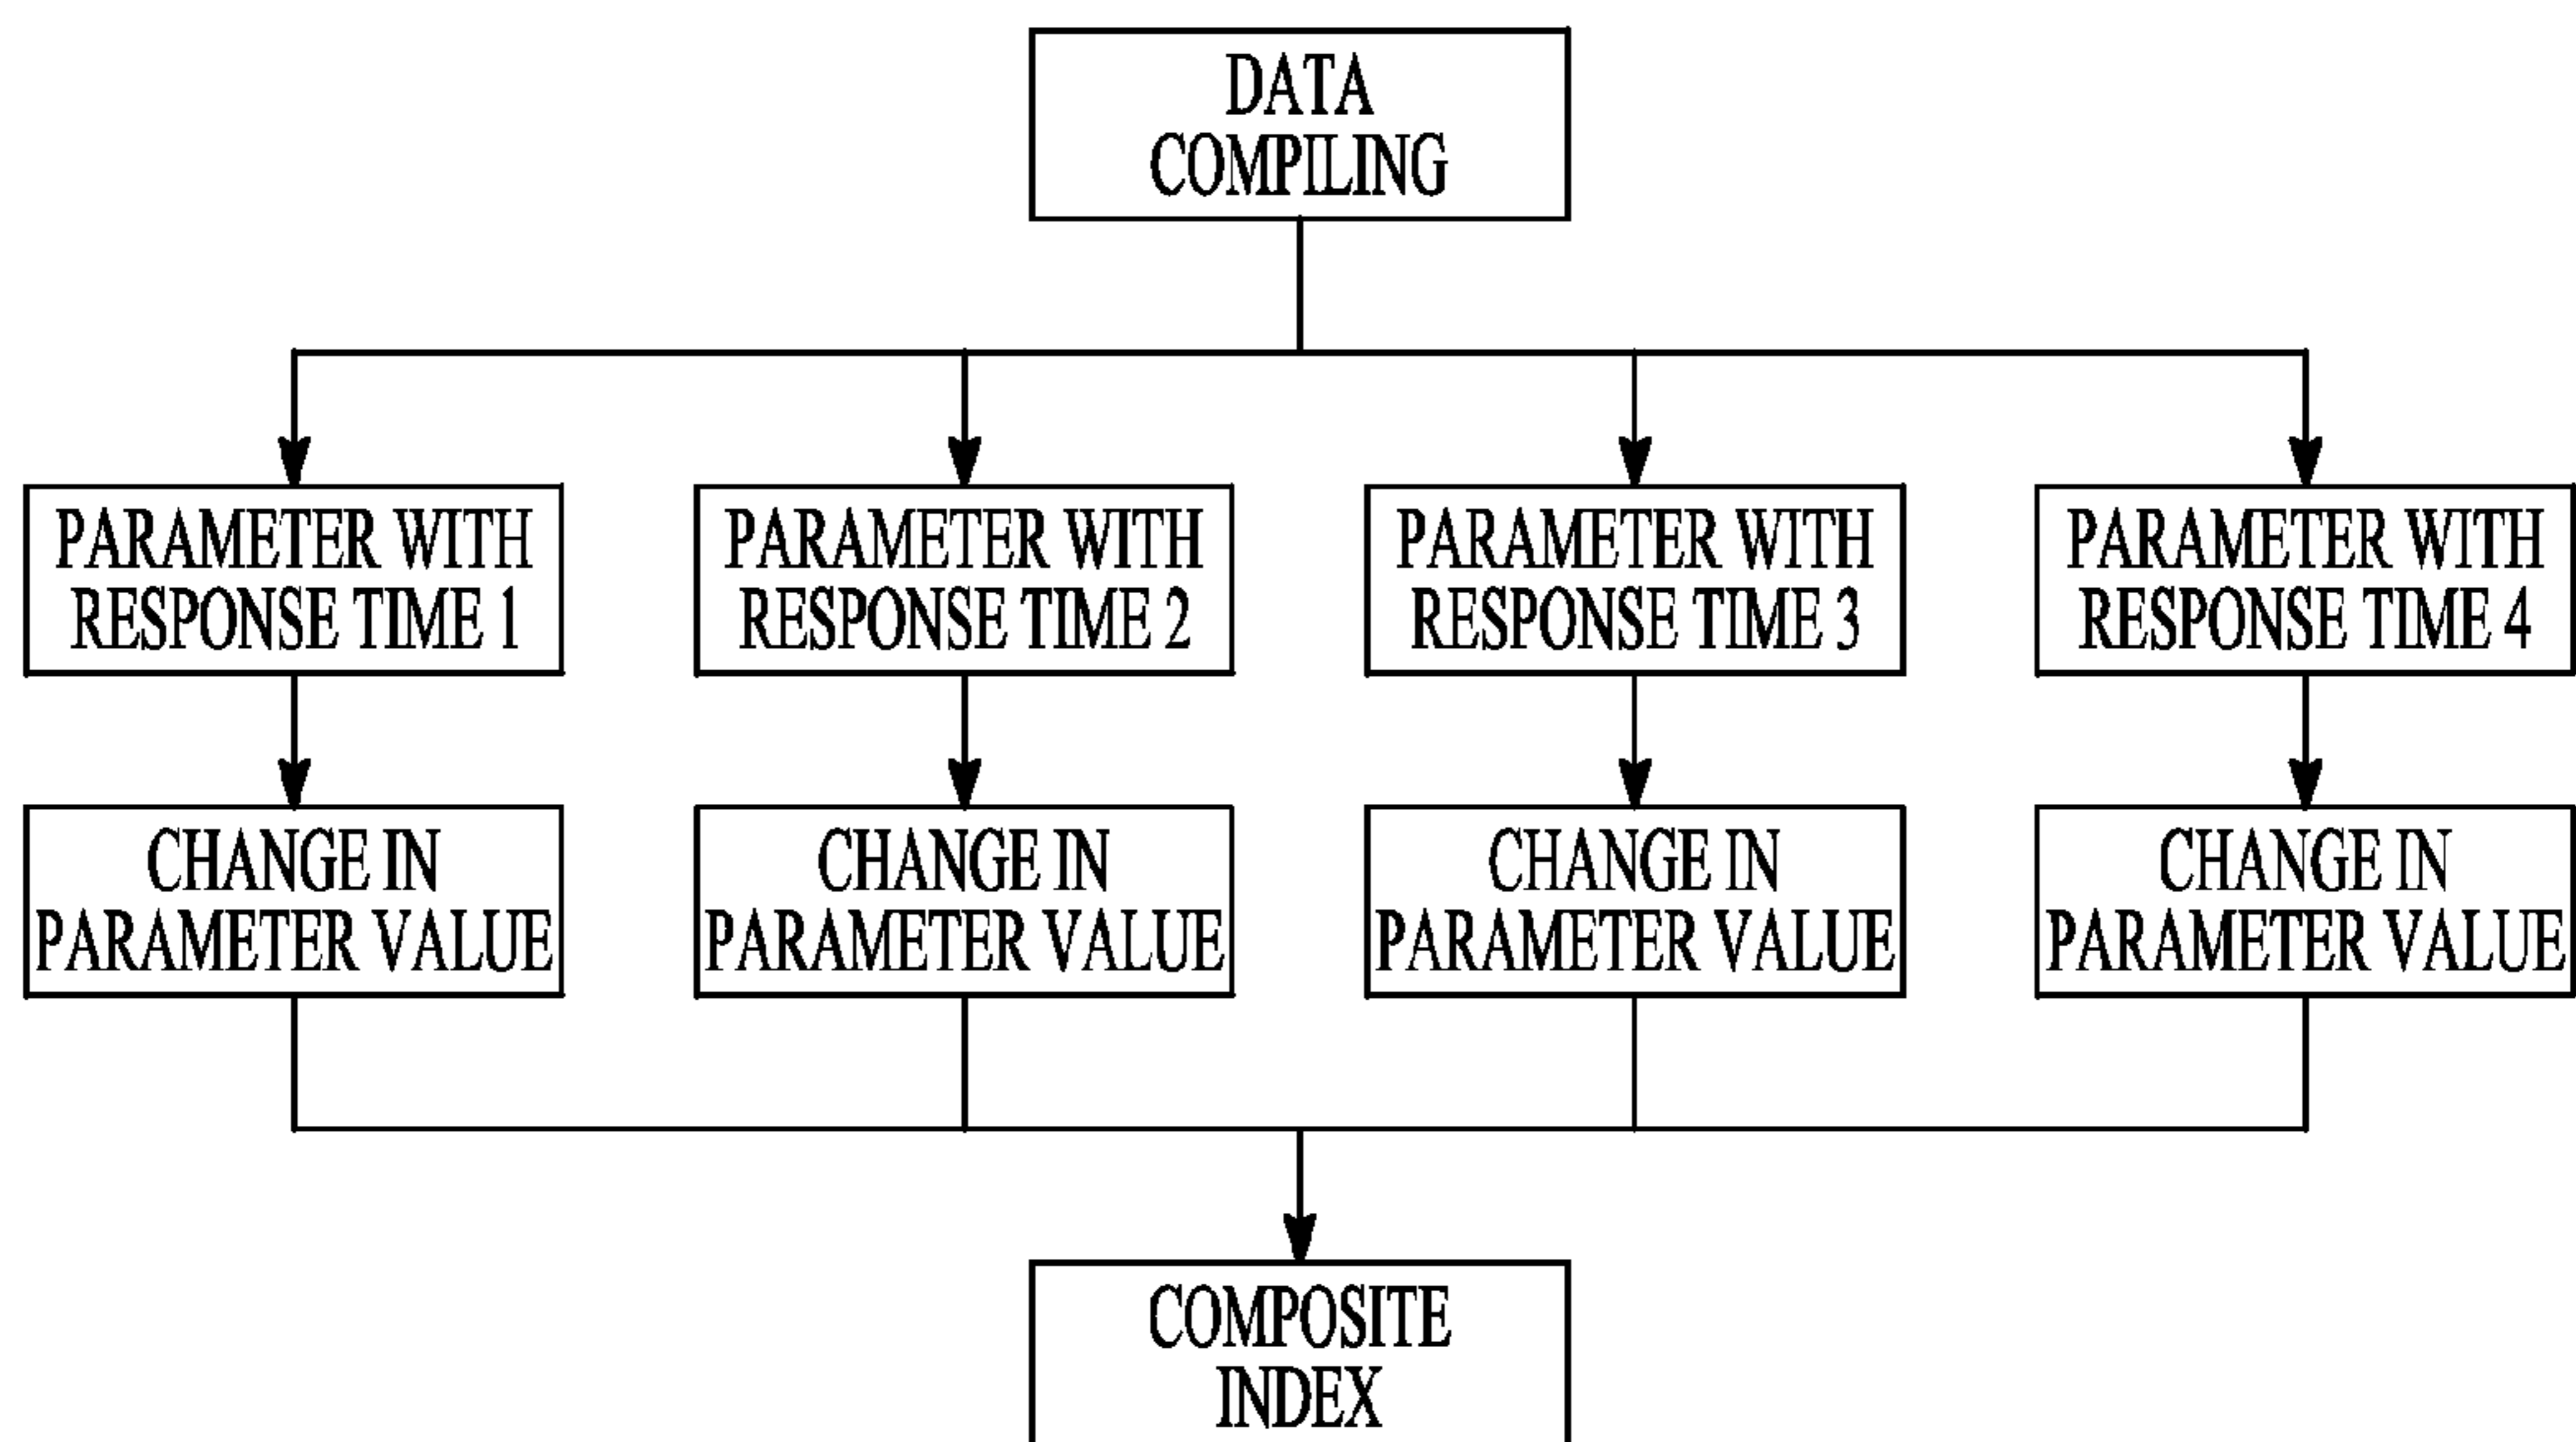 DATA
COMPILING
PARAMETER WITH
RESPONSE TIME 1
PARAMETER WITH
RESPONSE TIME 2
PARAMETER WITH
RESPONSE TIME 3
PARAMETER WITH
RESPONSE TIME 4
CHANGE IN
PARAMETER VALUE
CHANGE IN
PARAMETER VALUE
CHANGE IN
PARAMETER VALUE
CHANGE IN
PARAMETER VALUE
COMPOSITE
INDEX